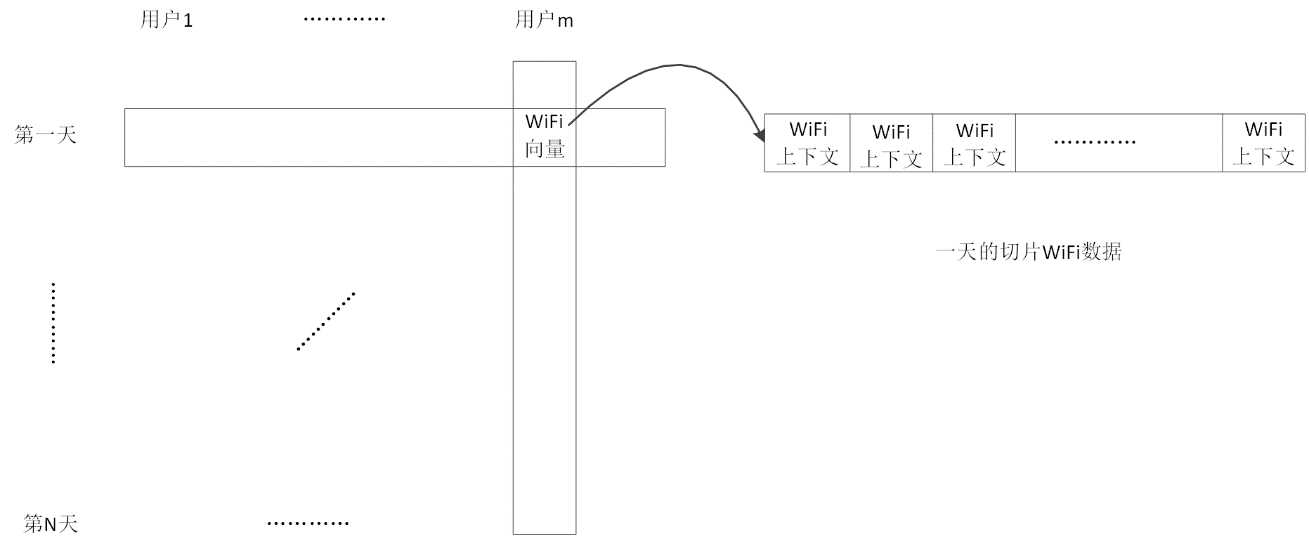 用户1 ………… 用户m
第一天
WiFi
向量
WiFi
上下文
WiFi
上下文
WiFi
上下文
…………
WiFi
上下文
一天的切片WiFi数据
第N天 …………